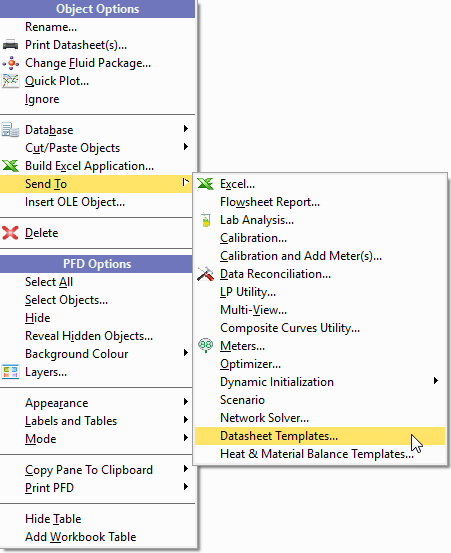 Object Options
Rename...
Print Datasheet(s)...
Change Fluid Package...
Quick Plot...
Ignore
Database
Cut/Paste Objects
Build Excel Application...
Send To
Insert OLE Object...
Delete
PFD Options
Select All
Select Objects...
Hide
Reveal Hidden Objects...
Background Colour
Layers...
Appearance
Labels and Tables
Mode
Copy Pane To Clipboard
Print PFD
Hide Table
Add Workbook Table
Excel...
Flowsheet Report...
Lab Analysis...
Calibration...
Calibration and Add Meter(s)...
Data Reconciliation...
LP Utility...
Multi-View...
Composite Curves Utility...
Meters...
Optimizer...
Dynamic Initialization
Scenario
Network Solver...
Datasheet Templates...
Heat & Material Balance Templates...